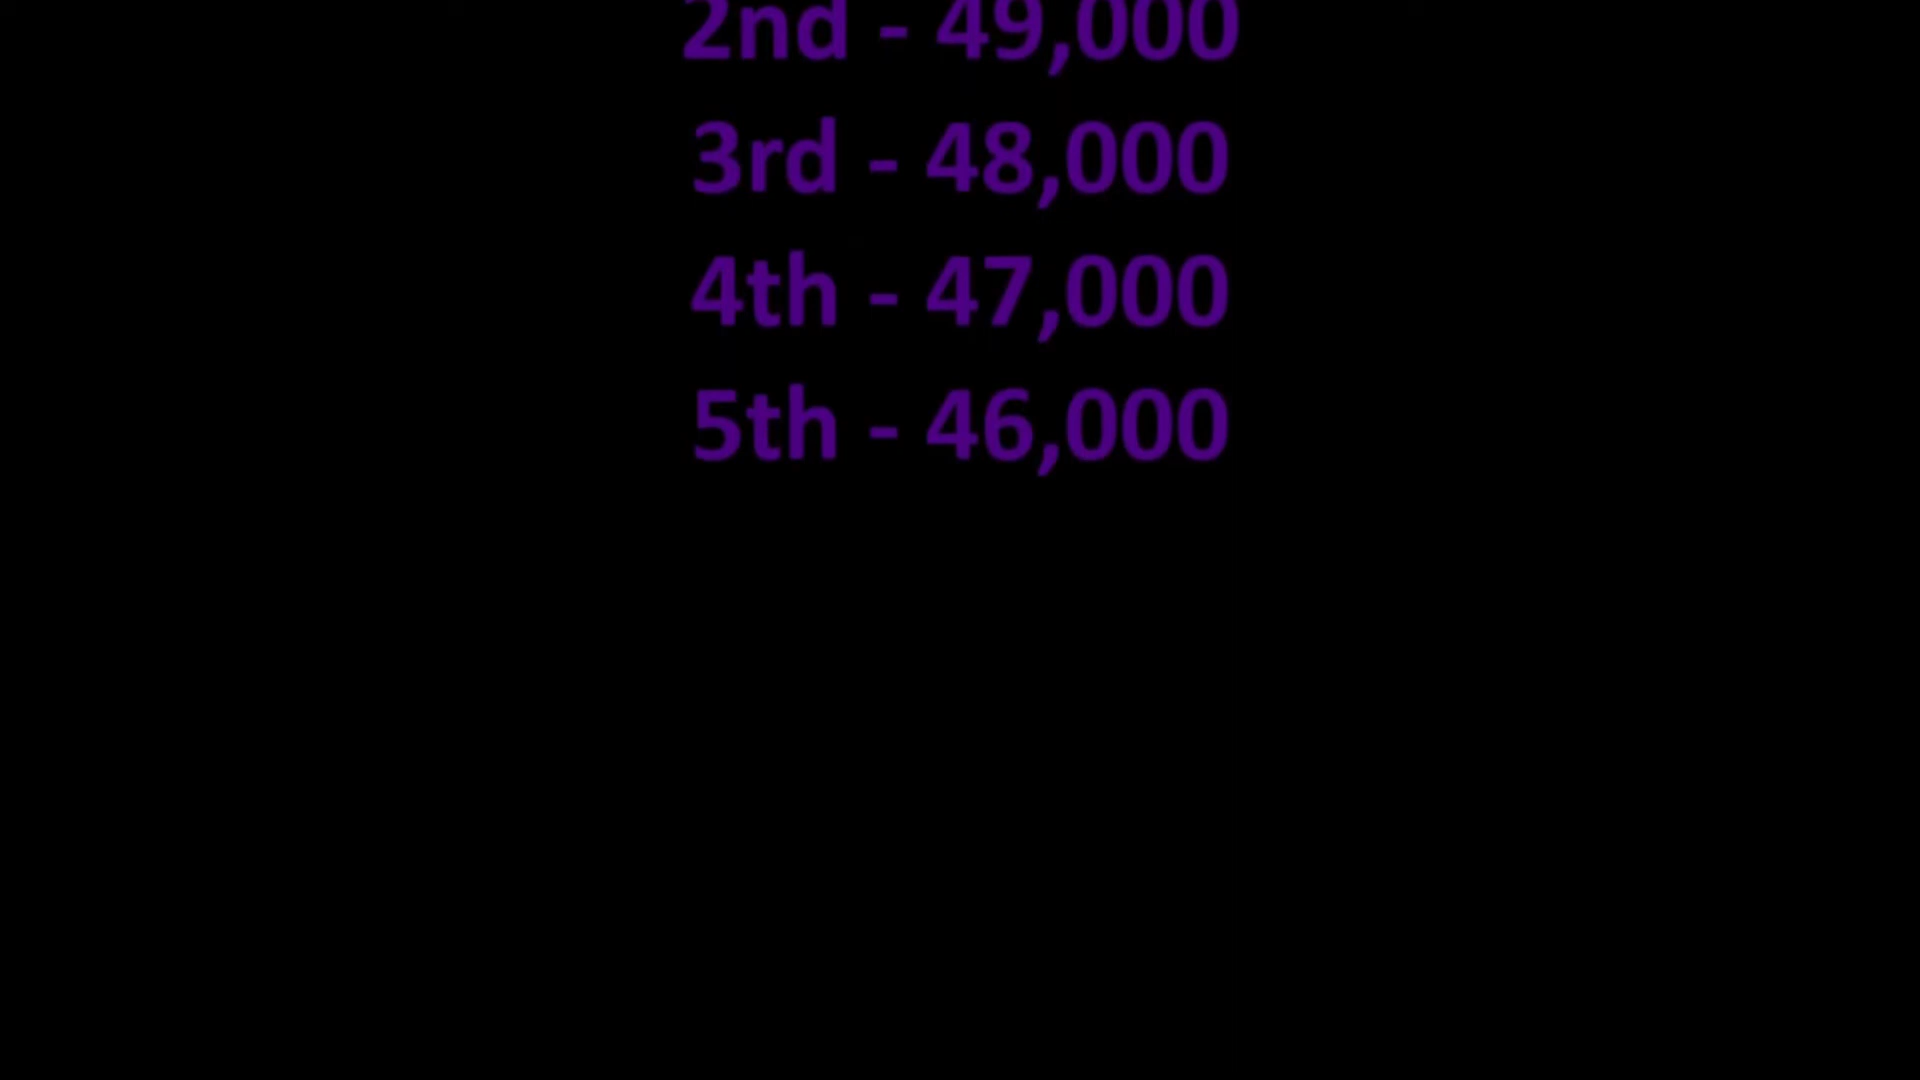 2nd - 49,000
3rd - 48,000
4th - 47,000
5th - 46,000